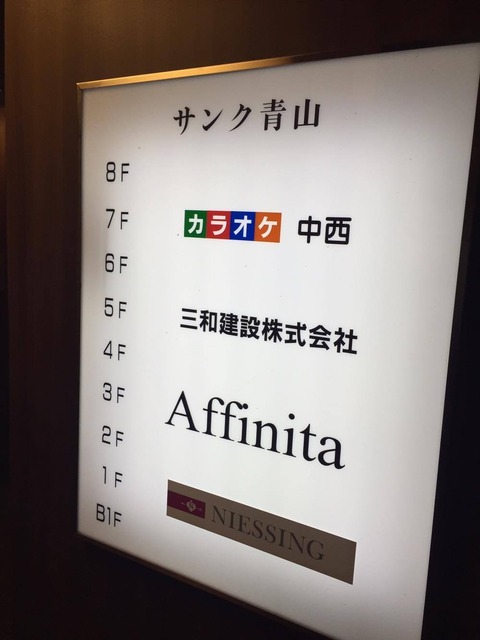 サンク青山
8F
7F カラオケ 中西
6F
5F 三和建設株式会社
4F
3F Affinita
2F
1F NIESSING
B1F